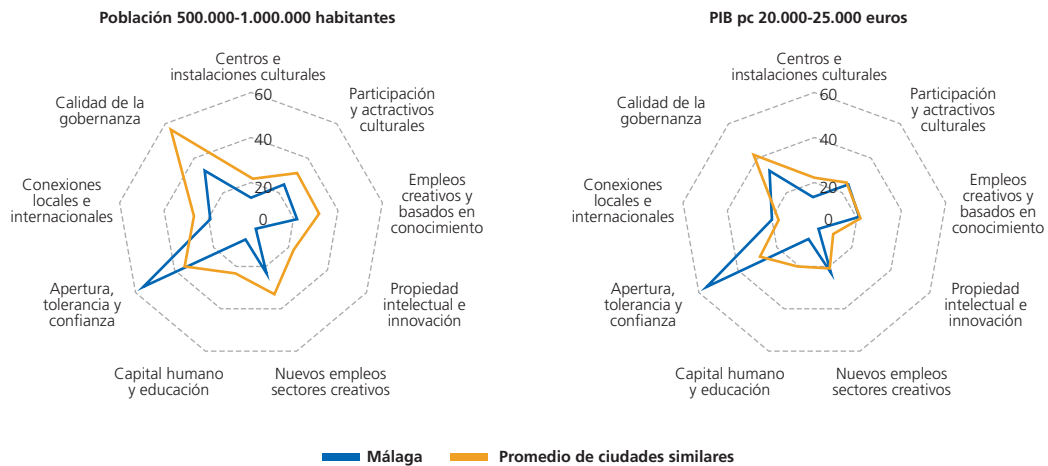 Población 500.000-1.000.000 habitantes
Centros e
instalaciones culturales
Participación
y actractivos
culturales
Empleos
creativos y
basados en
conocimiento
Propiedad
intelectual e
innovación
Nuevos empleos
sectores creativos
Capital humano
y educación
Apertura,
tolerancia y
confianza
Conexiones
locales e
internacionales
Calidad de la
gobernanza
60
40
20
0
PIB pc 20.000-25.000 euros
Centros e
instalaciones culturales
Participación
y actractivos
culturales
Empleos
creativos y
basados en
conocimiento
Propiedad
intelectual e
innovación
Nuevos empleos
sectores creativos
Capital humano
y educación
Apertura,
tolerancia y
confianza
Conexiones
locales e
internacionales
Calidad de la
gobernanza
60
40
20
0
Málaga
Promedio de ciudades similares